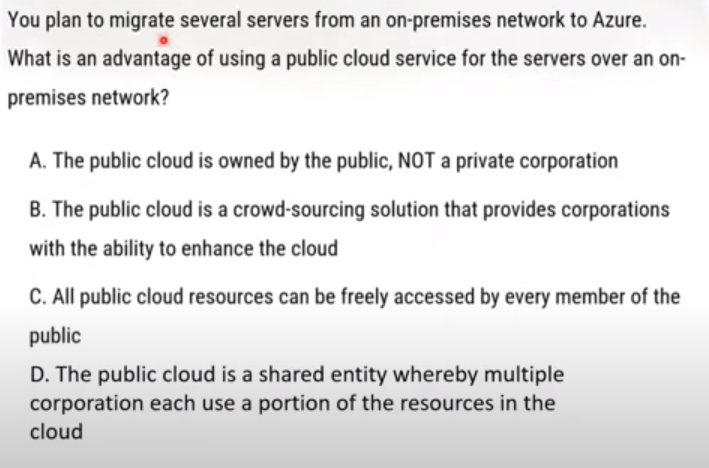 You plan to migrate several servers from an on-premises network to Azure.
What is an advantage of using a public cloud service for the servers over an on-
premises network?
A. The public cloud is owned by the public, NOT a private corporation
B. The public cloud is a crowd-sourcing solution that provides corporations
with the ability to enhance the cloud
C. All public cloud resources can be freely accessed by every member of the
public
D. The public cloud is a shared entity whereby multiple
corporation each use a portion of the resources in the
cloud